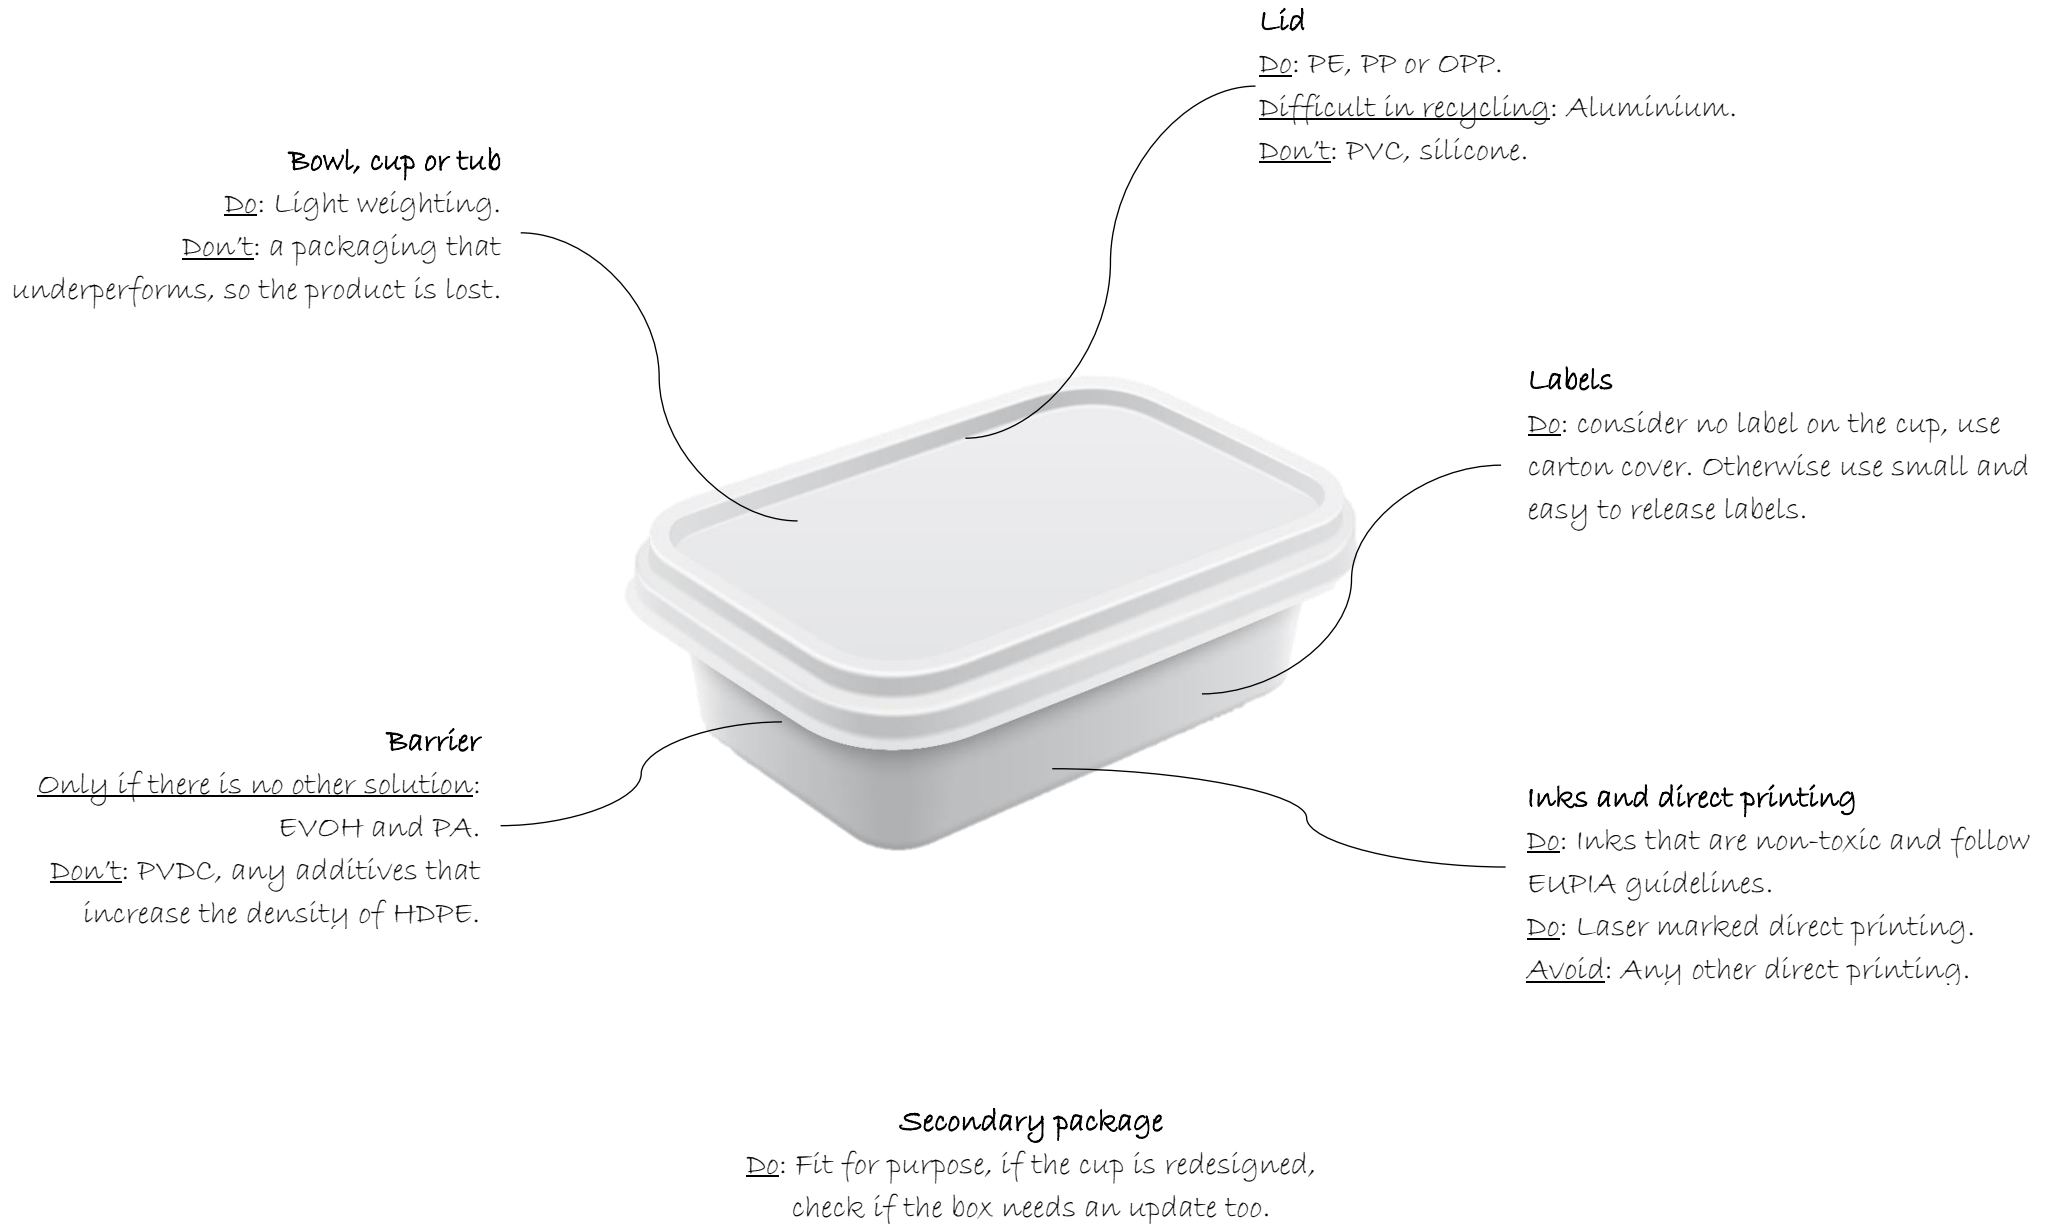 Lid
Do: PE, PP or OPP.
Difficult in recycling: Aluminium.
Don't: PVC, silicone.
Bowl, cup or tub
Do: Light weighting.
Don't: a packaging that
underperforms, so the product is lost.
Labels
Do: consider no label on the cup, use
carton cover. Otherwise use small and
easy to release labels.
Barrier
Only if there is no other solution:
EVOH and PA.
Don't: PVDC, any additives that
increase the density of HDPE.
Inks and direct printing
Do: Inks that are non-toxic and follow
EUPIA guidelines.
Do: Laser marked direct printing.
Avoid: Any other direct printing.
Secondary package
Do: Fit for purpose, if the cup is redesigned,
check if the box needs an update too.